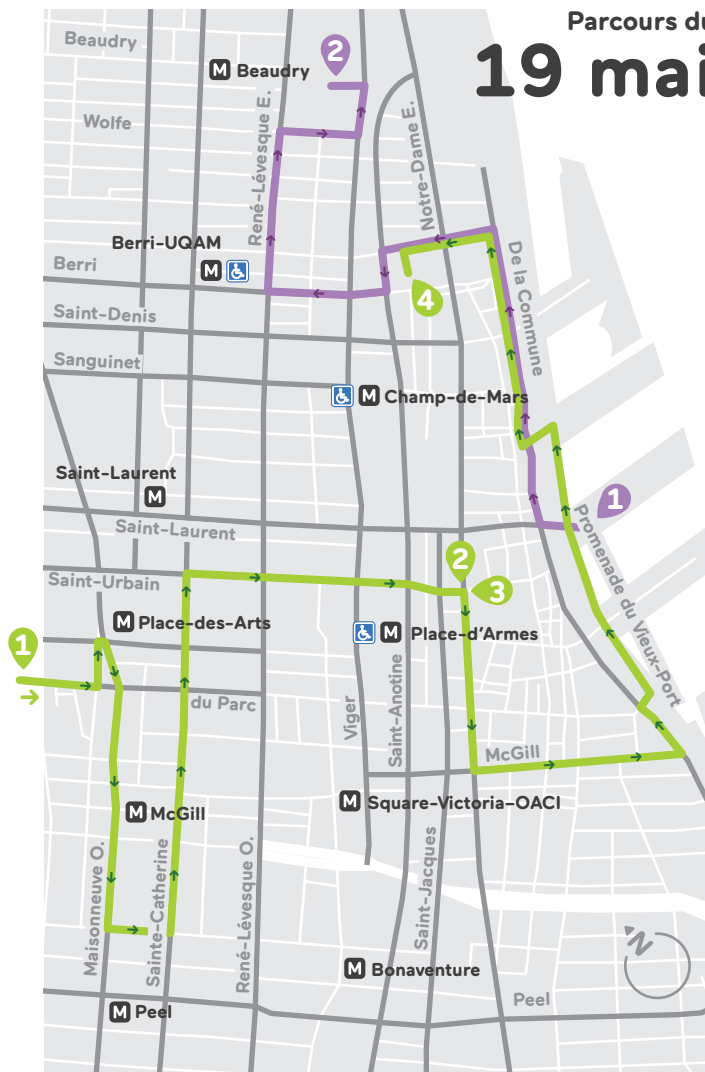 Parcours du
19 mai
Beaudry
M Beaudry
2
Wolfe
René-Lévesque E.
Notre-Dame E.
Berri-UQAM
M
Berri
De la Commune
4
Saint-Denis
Sanguinet
M Champ-de-Mars
Saint-Laurent
M
1
Saint-Laurent
Promenade du Vieux-Port
2
Saint-Urbain
3
M Place-des-Arts
M Place-d'Armes
1
du Parc
Viger
Saint-Anotine
McGill
M Square-Victoria-OACI
M McGill
Maisonneuve O.
Sainte-Catherine
René-Lévesque O.
Saint-Jacques
N
M Bonaventure
Peel
M Peel